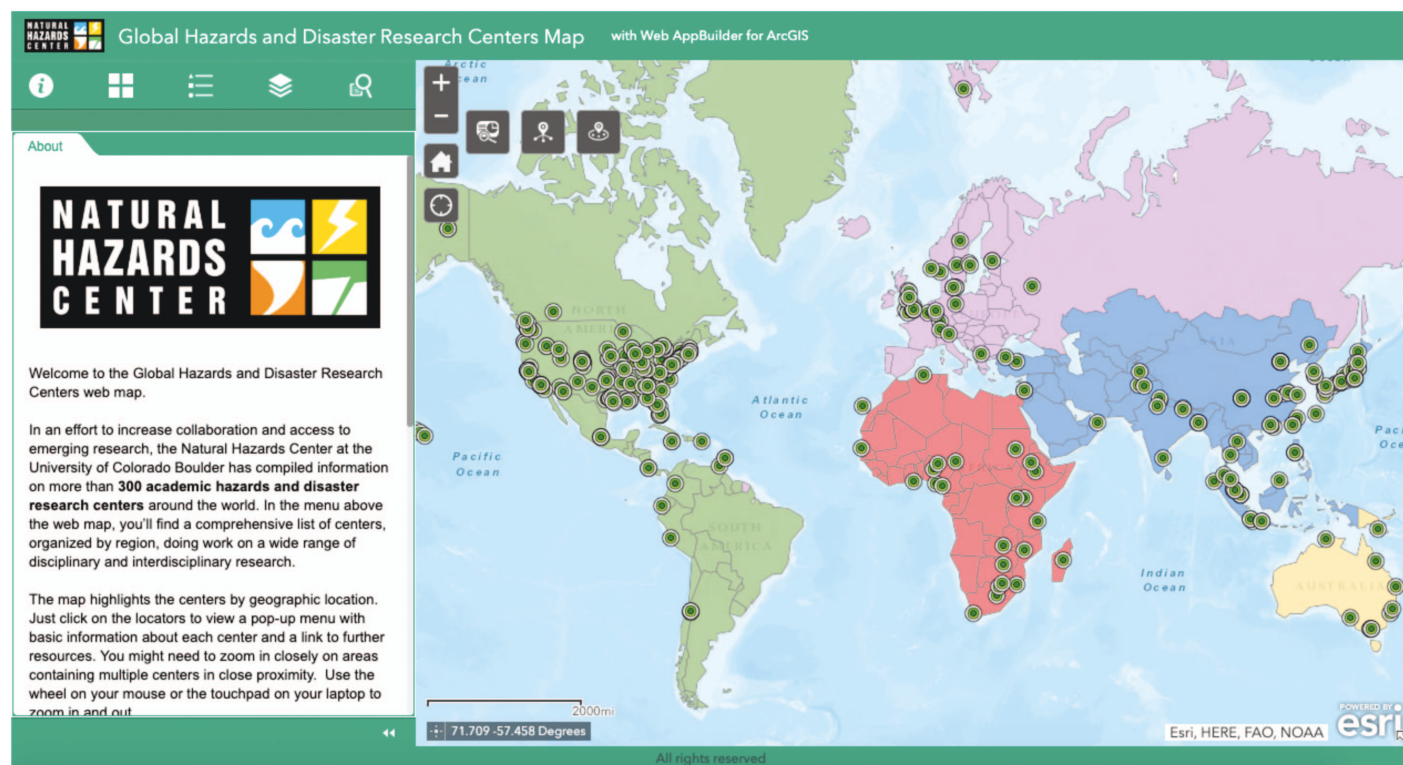 NATURAL
HAZARDS
CENTER
Global Hazards and Disaster Research Centers Map
with Web AppBuilder for ArcGIS
About
NATURAL
HAZARDS
CENTER
Welcome to the Global Hazards and Disaster Research
Centers web map.
In an effort to increase collaboration and access to
emerging research, the Natural Hazards Center at the
University of Colorado Boulder has compiled information
on more than 300 academic hazards and disaster
research centers around the world. In the menu above
the web map, you'll find a comprehensive list of centers,
organized by region, doing work on a wide range of
disciplinary and interdisciplinary research.
The map highlights the centers by geographic location.
Just click on the locators to view a pop-up menu with
basic information about each center and a link to further
resources. You might need to zoom in closely on areas
containing multiple centers in close proximity. Use the
wheel on your mouse or the touchpad on your laptop to
zoom in and out
Arctic
NORTH
AMERICA
Atlantic
Ocean
Pacific
Ocean
SOUTH
AMERICA
ASIA
Indian
Ocean
AUSTRALIA
2000mi
71.709 -57.458 Degrees
Esri, HERE, FAO, NOAA
POWERED BY
esri
All rights reserved